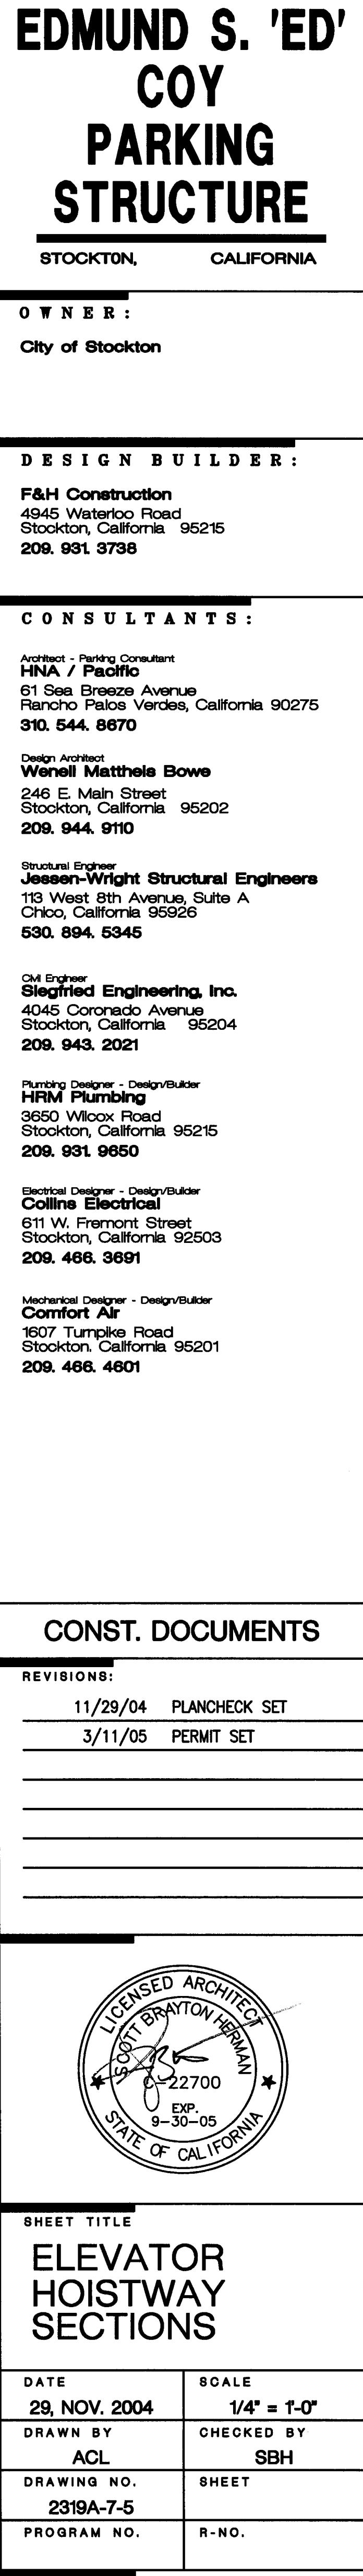 EDMUND S. 'ED'
COY
PARKING
STRUCTURE
STOCKTON, CALIFORNIA
OWNER:
City of Stockton
DESIGN BUILDER:
F&H Construction
4945 Waterloo Road
Stockton, California 95215
209. 931. 3738
CONSULTANTS:
Architect - Parking Consultant
HNA / Pacific
61 Sea Breeze Avenue
Rancho Palos Verdes, California 90275
310. 544. 8670
Design Architect
Wenell Mattheis Bowe
246 E. Main Street
Stockton, California 95202
209. 944. 9110
Structural Engineer
Jessen-Wright Structural Engineers
113 West 8th Avenue, Suite A
Chico, California 95926
530. 894. 5345
Civil Engineer
Siegfried Engineering, Inc.
4045 Coronado Avenue
Stockton, California 95204
209. 943. 2021
Plumbing Designer - Design/Builder
HRM Plumbing
3650 Wilcox Road
Stockton, California 95215
209. 931. 9650
Electrical Designer - Design/Builder
Collins Electrical
611 W. Fremont Street
Stockton, California 92503
209. 466. 3691
Mechanical Designer - Design/Builder
Comfort Air
1607 Turnpike Road
Stockton. California 95201
209. 466. 4601
CONST. DOCUMENTS
REVISIONS:
11/29/04 PLANCHECK SET
3/11/05 PERMIT SET
LICENSED ARCHITECT
SCOTT BRAYTON HERMAN
C-22700
EXP.
9-30-05
STATE OF CALIFORNIA
SHEET TITLE
ELEVATOR
HOISTWAY
SECTIONS
DATE SCALE
29, NOV. 2004 1/4" = 1'-0"
DRAWN BY CHECKED BY
ACL SBH
DRAWING NO. SHEET
2319A-7-5
PROGRAM NO. R-NO.